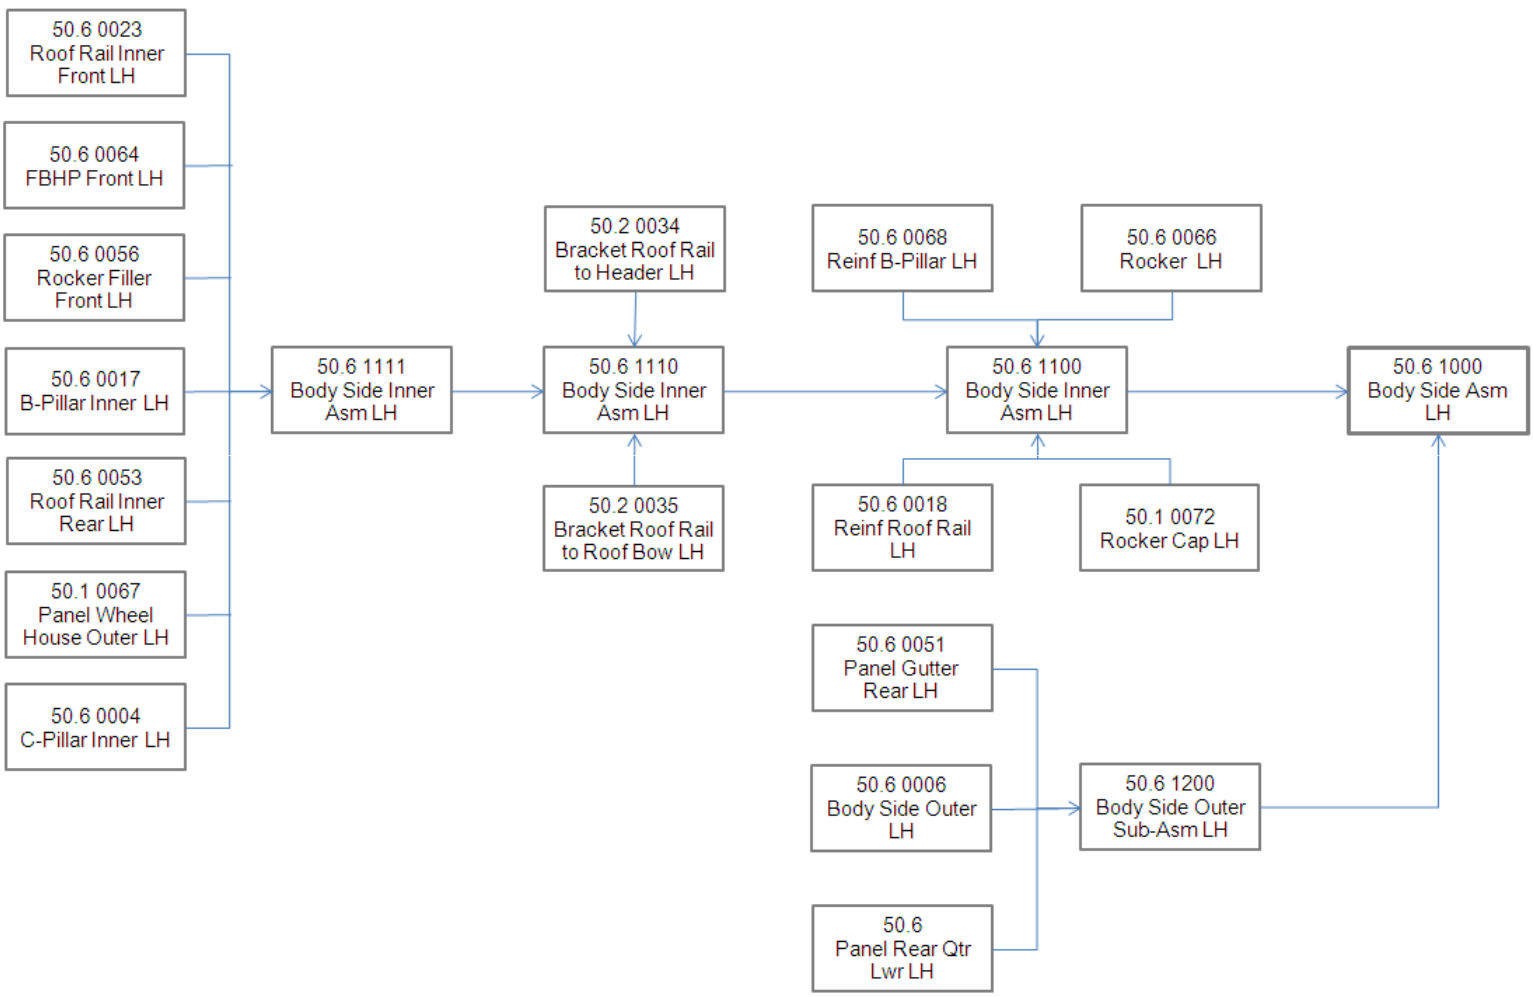 50.6 0023
Roof Rail Inner
Front LH
50.6 0064
FBHP Front LH
50.6 0056
Rocker Filler
Front LH
50.6 0017
B-Pillar Inner LH
50.6 0053
Roof Rail Inner
Rear LH
50.1 0067
Panel Wheel
House Outer LH
50.6 0004
C-Pillar Inner LH
50.6 1111
Body Side Inner
Asm LH
50.2 0034
Bracket Roof Rail
to Header LH
50.6 1110
Body Side Inner
Asm LH
50.2 0035
Bracket Roof Rail
to Roof Bow LH
50.6 0068
Reinf B-Pillar LH
50.6 0066
Rocker LH
50.6 1100
Body Side Inner
Asm LH
50.6 0018
Reinf Roof Rail
LH
50.1 0072
Rocker Cap LH
50.6 0051
Panel Gutter
Rear LH
50.6 0006
Body Side Outer
LH
50.6
Panel Rear Qtr
Lwr LH
50.6 1200
Body Side Outer
Sub-Asm LH
50.6 1000
Body Side Asm
LH